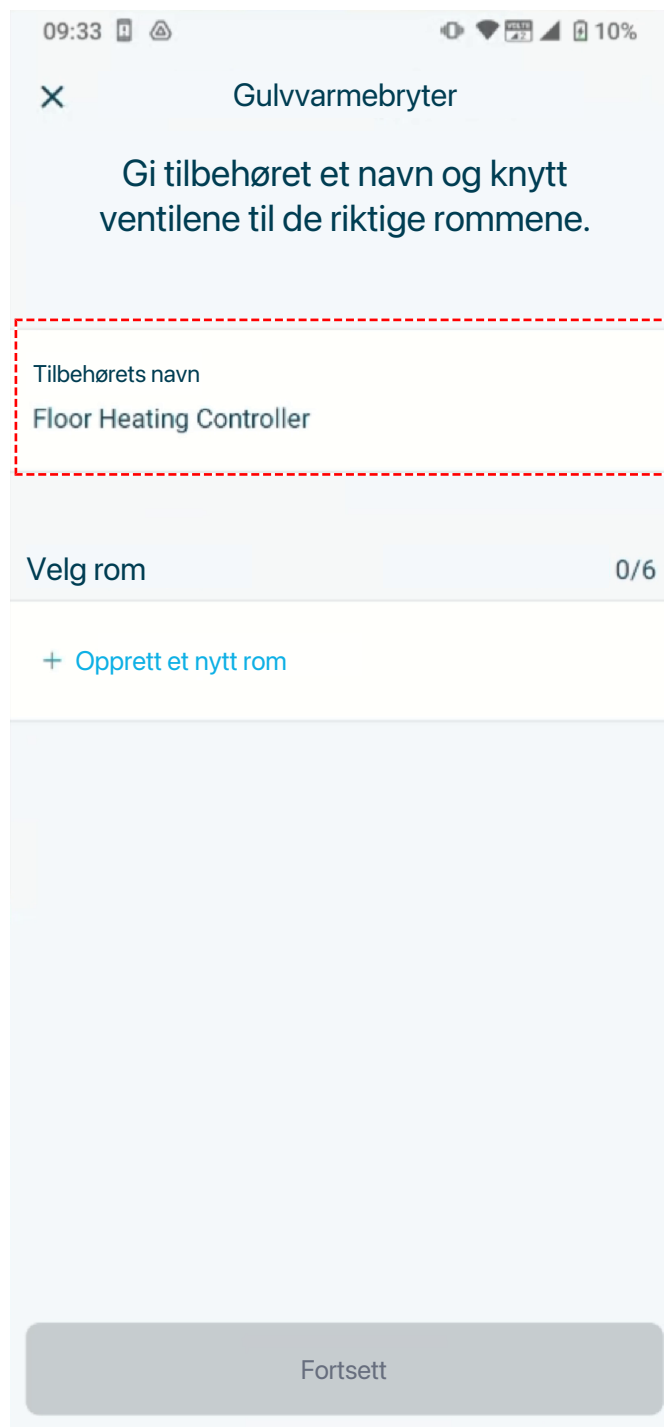 09:33 10%
Gulvvarmebryter
Gi tilbehøret et navn og knytt
ventilene til de riktige rommene.
Tilbehørets navn
Floor Heating Controller
Velg rom 0/6
+ Opprett et nytt rom
Fortsett